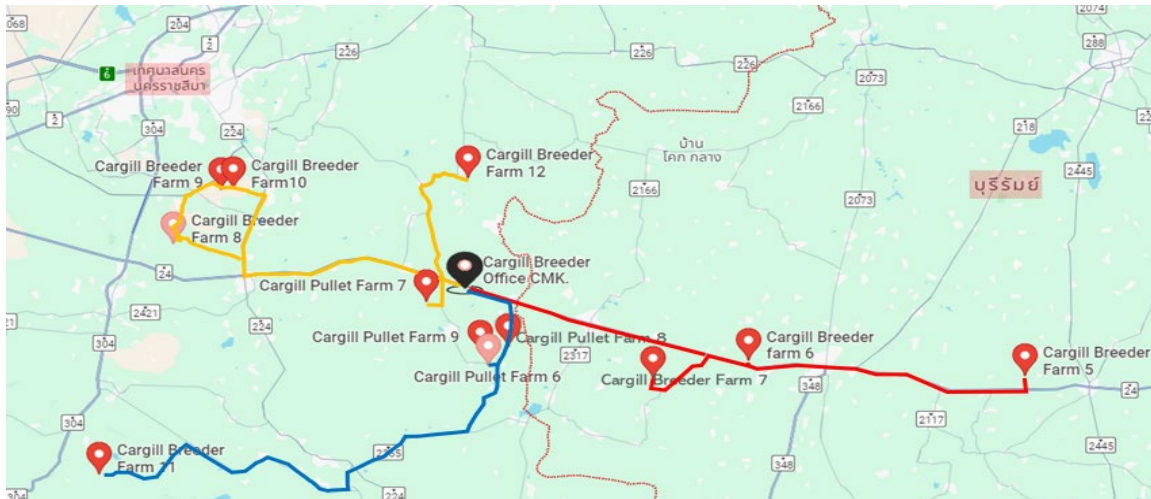 2068
204
2
226
226
226
2074
288
6
เทศบาลนคร
นครราชสีมา
2
304
224
2073
2166
218
Cargill Breeder
Farm 9
Cargill Breeder
Farm10
Cargill Breeder
Farm 12
บ้าน
โคก กลาง
2166
2445
บุรีรัมย์
2073
Cargill Breeder
Farm 8
24
Cargill Pullet Farm 7
Cargill Breeder
Office CMK.
2421
224
304
Cargill Pullet Farm 9
Cargill Pullet Farm 8
Cargill Pullet Farm 6
2317
Cargill Breeder
farm 6
Cargill Breeder Farm 7
348
Cargill Breeder
Farm 5
24
304
2117
2445
Cargill Breeder
Farm 11
348
224
304